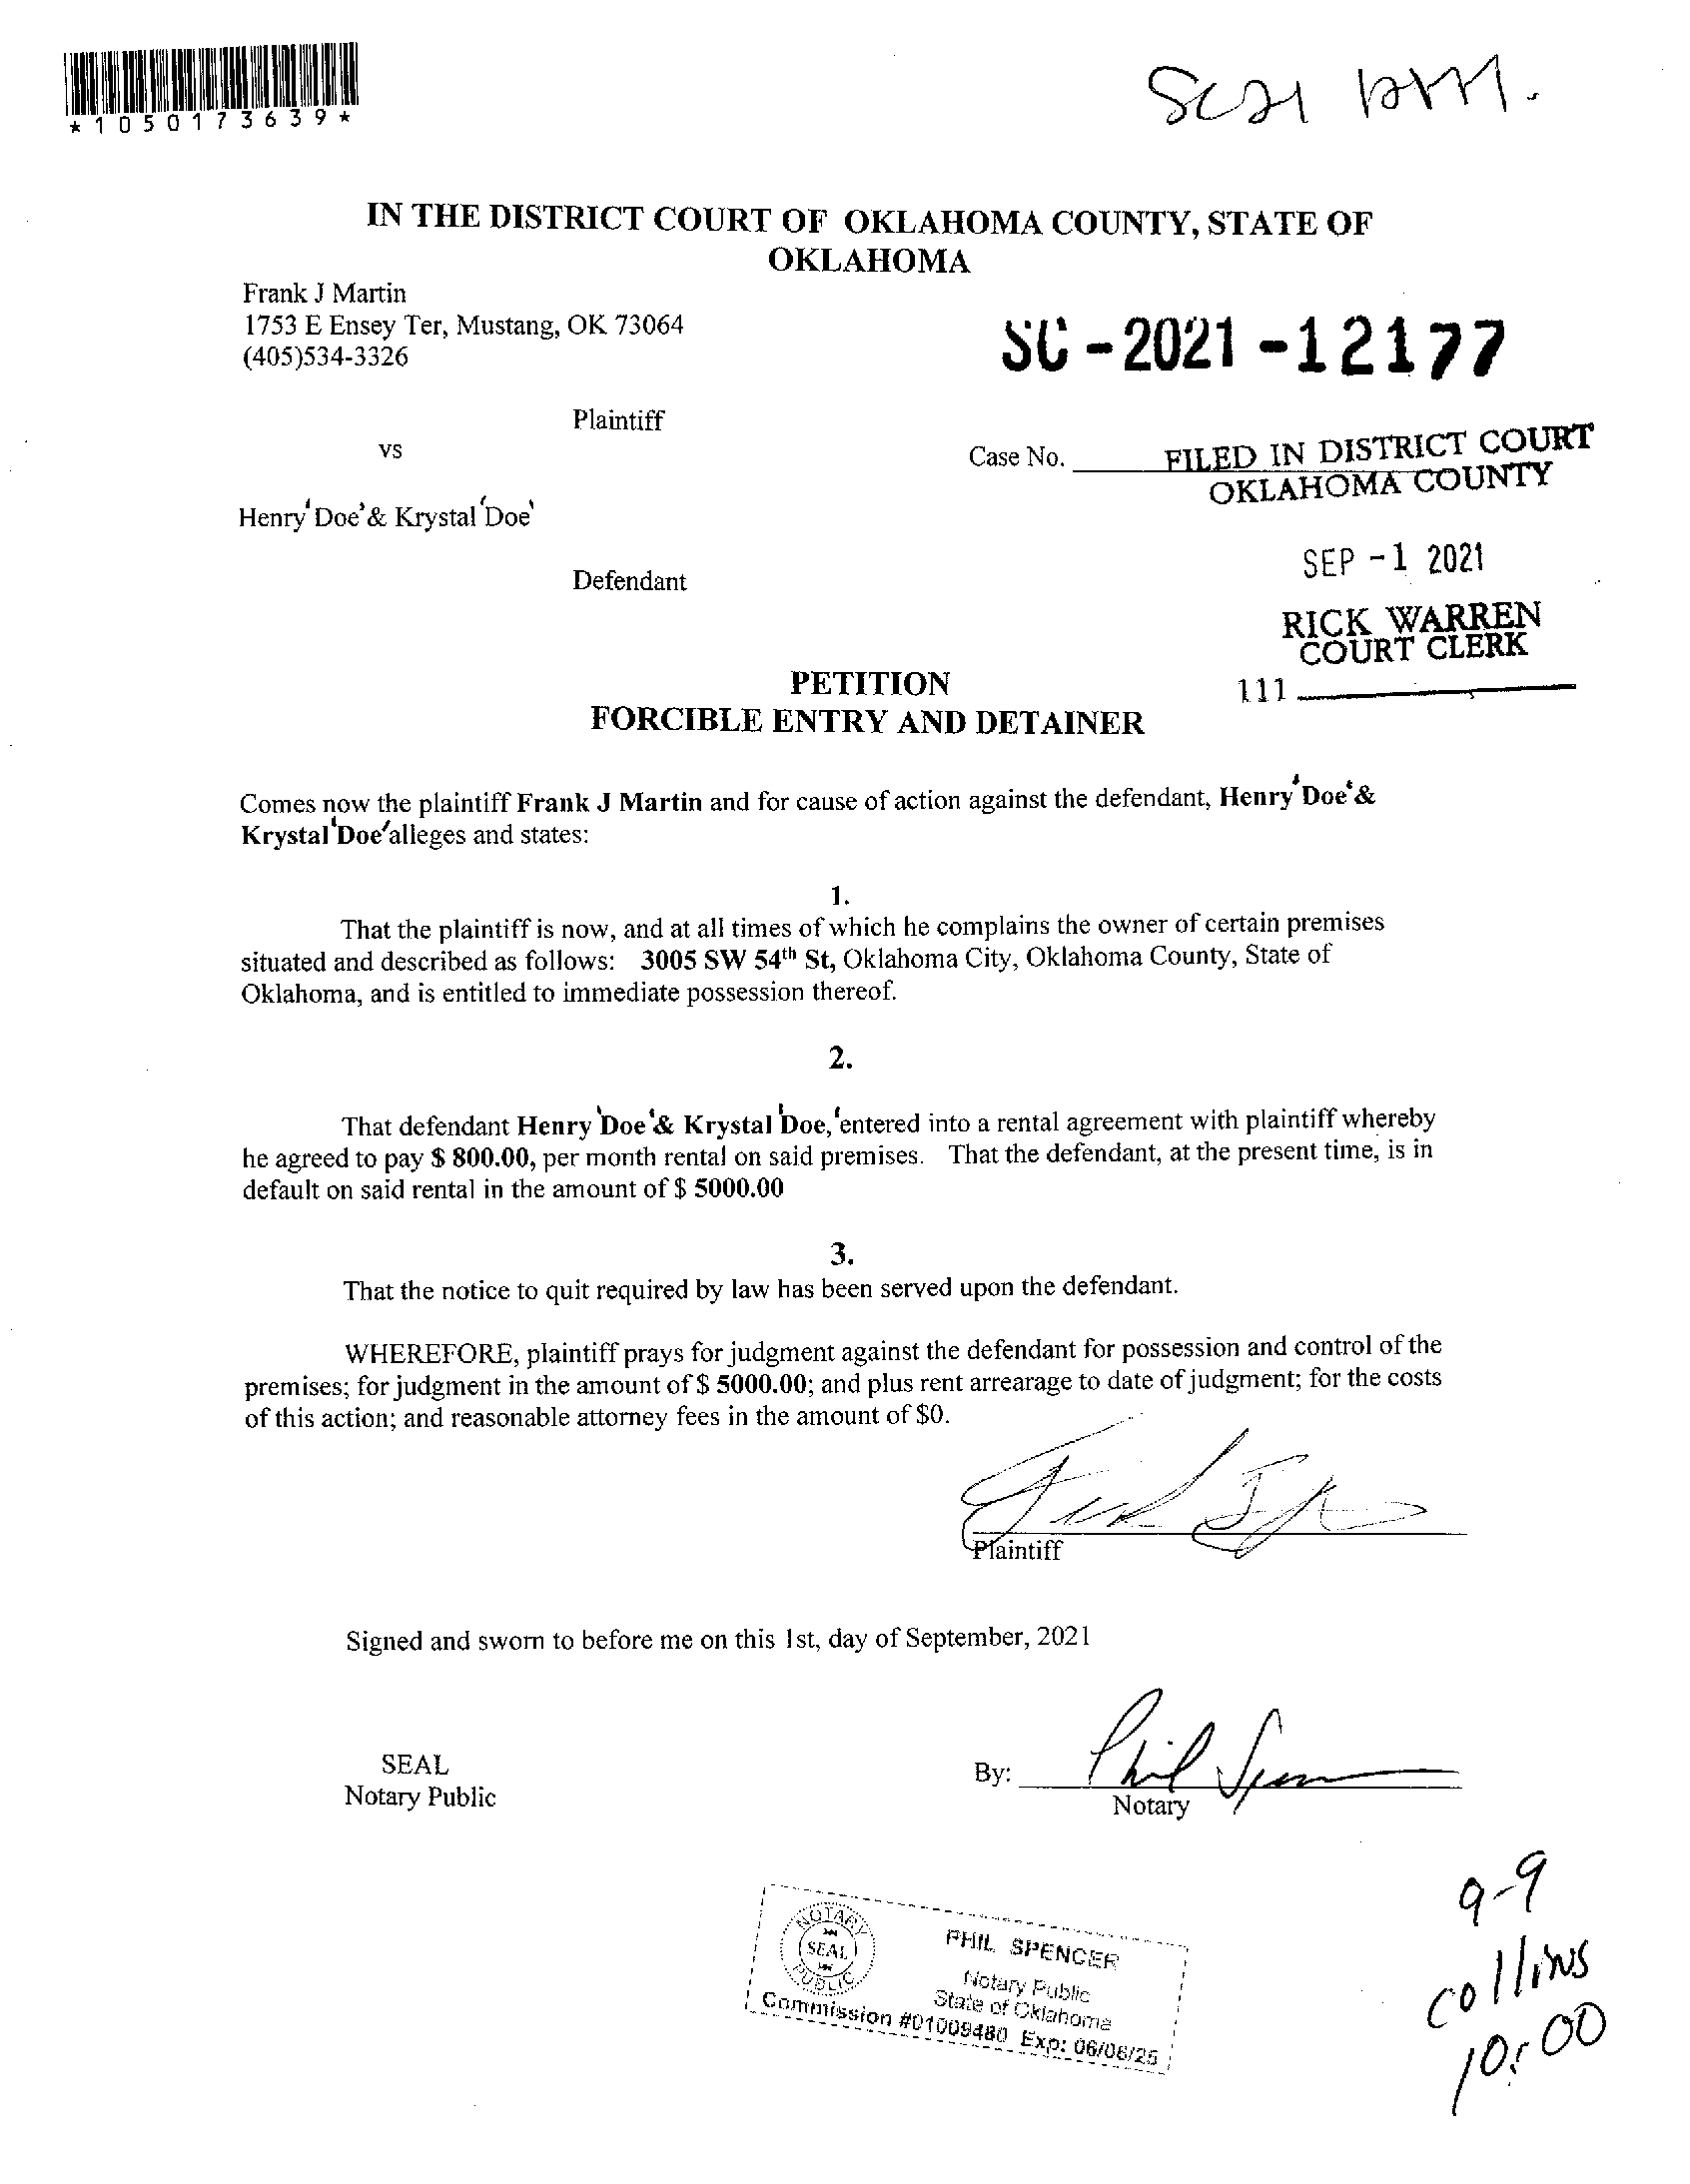 *1050173639*
IN THE DISTRICT COURT OF OKLAHOMA COUNTY, STATE OF
OKLAHOMA
Frank J Martin
1753 E Ensey Ter, Mustang, OK 73064
(405)534-3326
SC-2021-12177
Plaintiff
vs
Case No.
FILED IN DISTRICT COURT
OKLAHOMA COUNTY
Henry 'Doe' & Krystal 'Doe'
SEP -1 2021
Defendant
RICK WARREN
COURT CLERK
111
PETITION
FORCIBLE ENTRY AND DETAINER
Comes now the plaintiff Frank J Martin and for cause of action against the defendant, Henry 'Doe' &
Krystal 'Doe' alleges and states:
1.
That the plaintiff is now, and at all times of which he complains the owner of certain premises
situated and described as follows: 3005 SW 54th St, Oklahoma City, Oklahoma County, State of
Oklahoma, and is entitled to immediate possession thereof.
2.
That defendant Henry 'Doe' & Krystal 'Doe,' entered into a rental agreement with plaintiff whereby
he agreed to pay $ 800.00, per month rental on said premises. That the defendant, at the present time, is in
default on said rental in the amount of $ 5000.00
3.
That the notice to quit required by law has been served upon the defendant.
WHEREFORE, plaintiff prays for judgment against the defendant for possession and control of the
premises; for judgment in the amount of $ 5000.00; and plus rent arrearage to date of judgment; for the costs
of this action; and reasonable attorney fees in the amount of $0.
Plaintiff
Signed and sworn to before me on this 1st, day of September, 2021
SEAL
Notary Public
By: Phil Spencer
Notary
9-9
collins
10:00
NOTARY
SEAL
PUBLIC
PHIL SPENCER
Notary Public
State of Oklahoma
Commission #01009480 Exp: 06/06/25